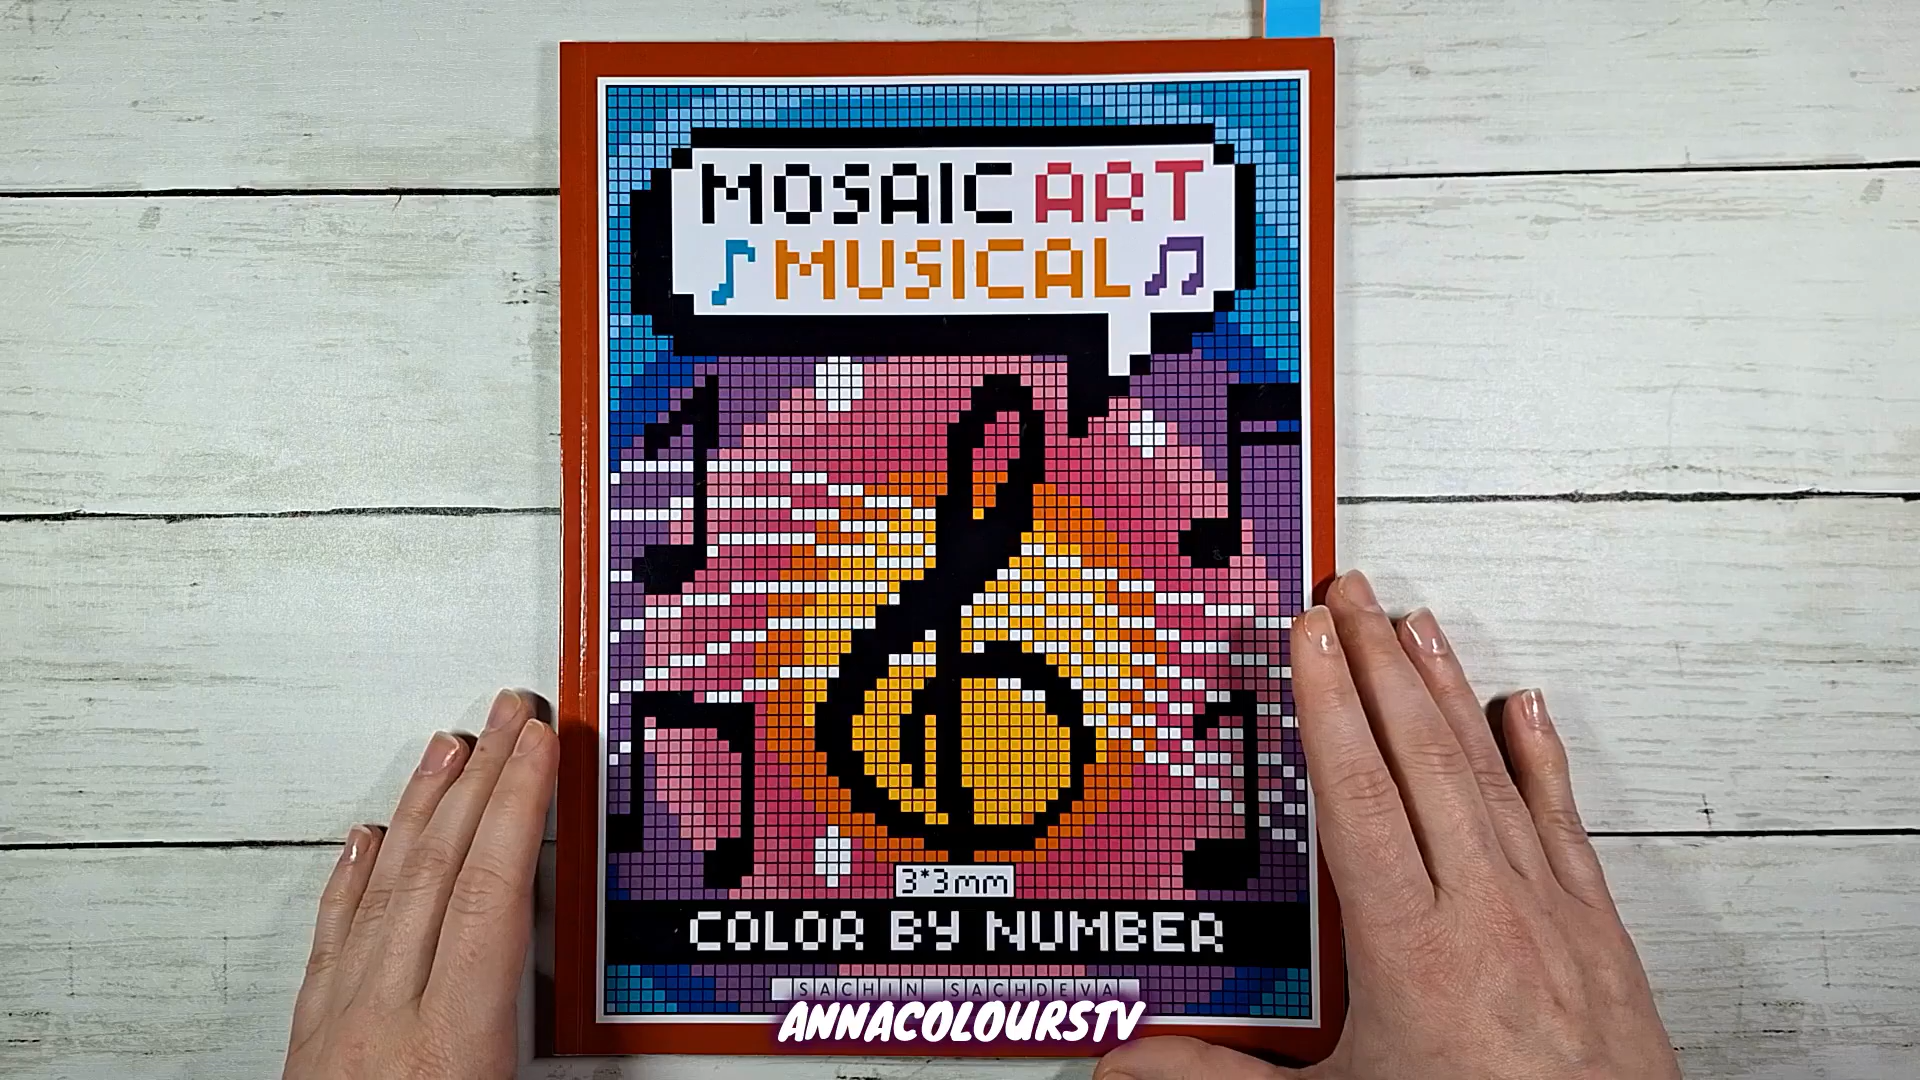 MOSAIC ART
MUSICAL
3*3mm
COLOR BY NUMBER
SACHIN SACHDEVA
ANNACOLOURSTV